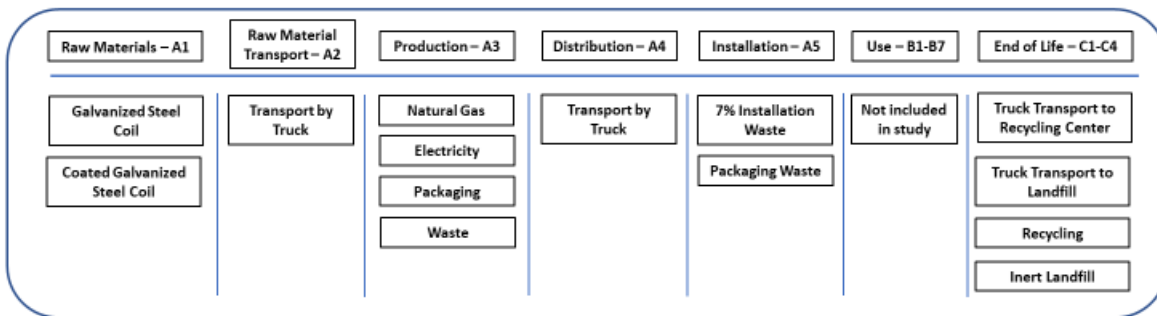 Raw Materials – A1
Raw Material
Transport – A2
Production – A3
Distribution – A4
Installation – A5
Use – B1-B7
End of Life – C1-C4
Galvanized Steel
Coil
Coated Galvanized
Steel Coil
Transport by
Truck
Natural Gas
Electricity
Packaging
Waste
Transport by
Truck
7% Installation
Waste
Packaging Waste
Not included
in study
Truck Transport to
Recycling Center
Truck Transport to
Landfill
Recycling
Inert Landfill